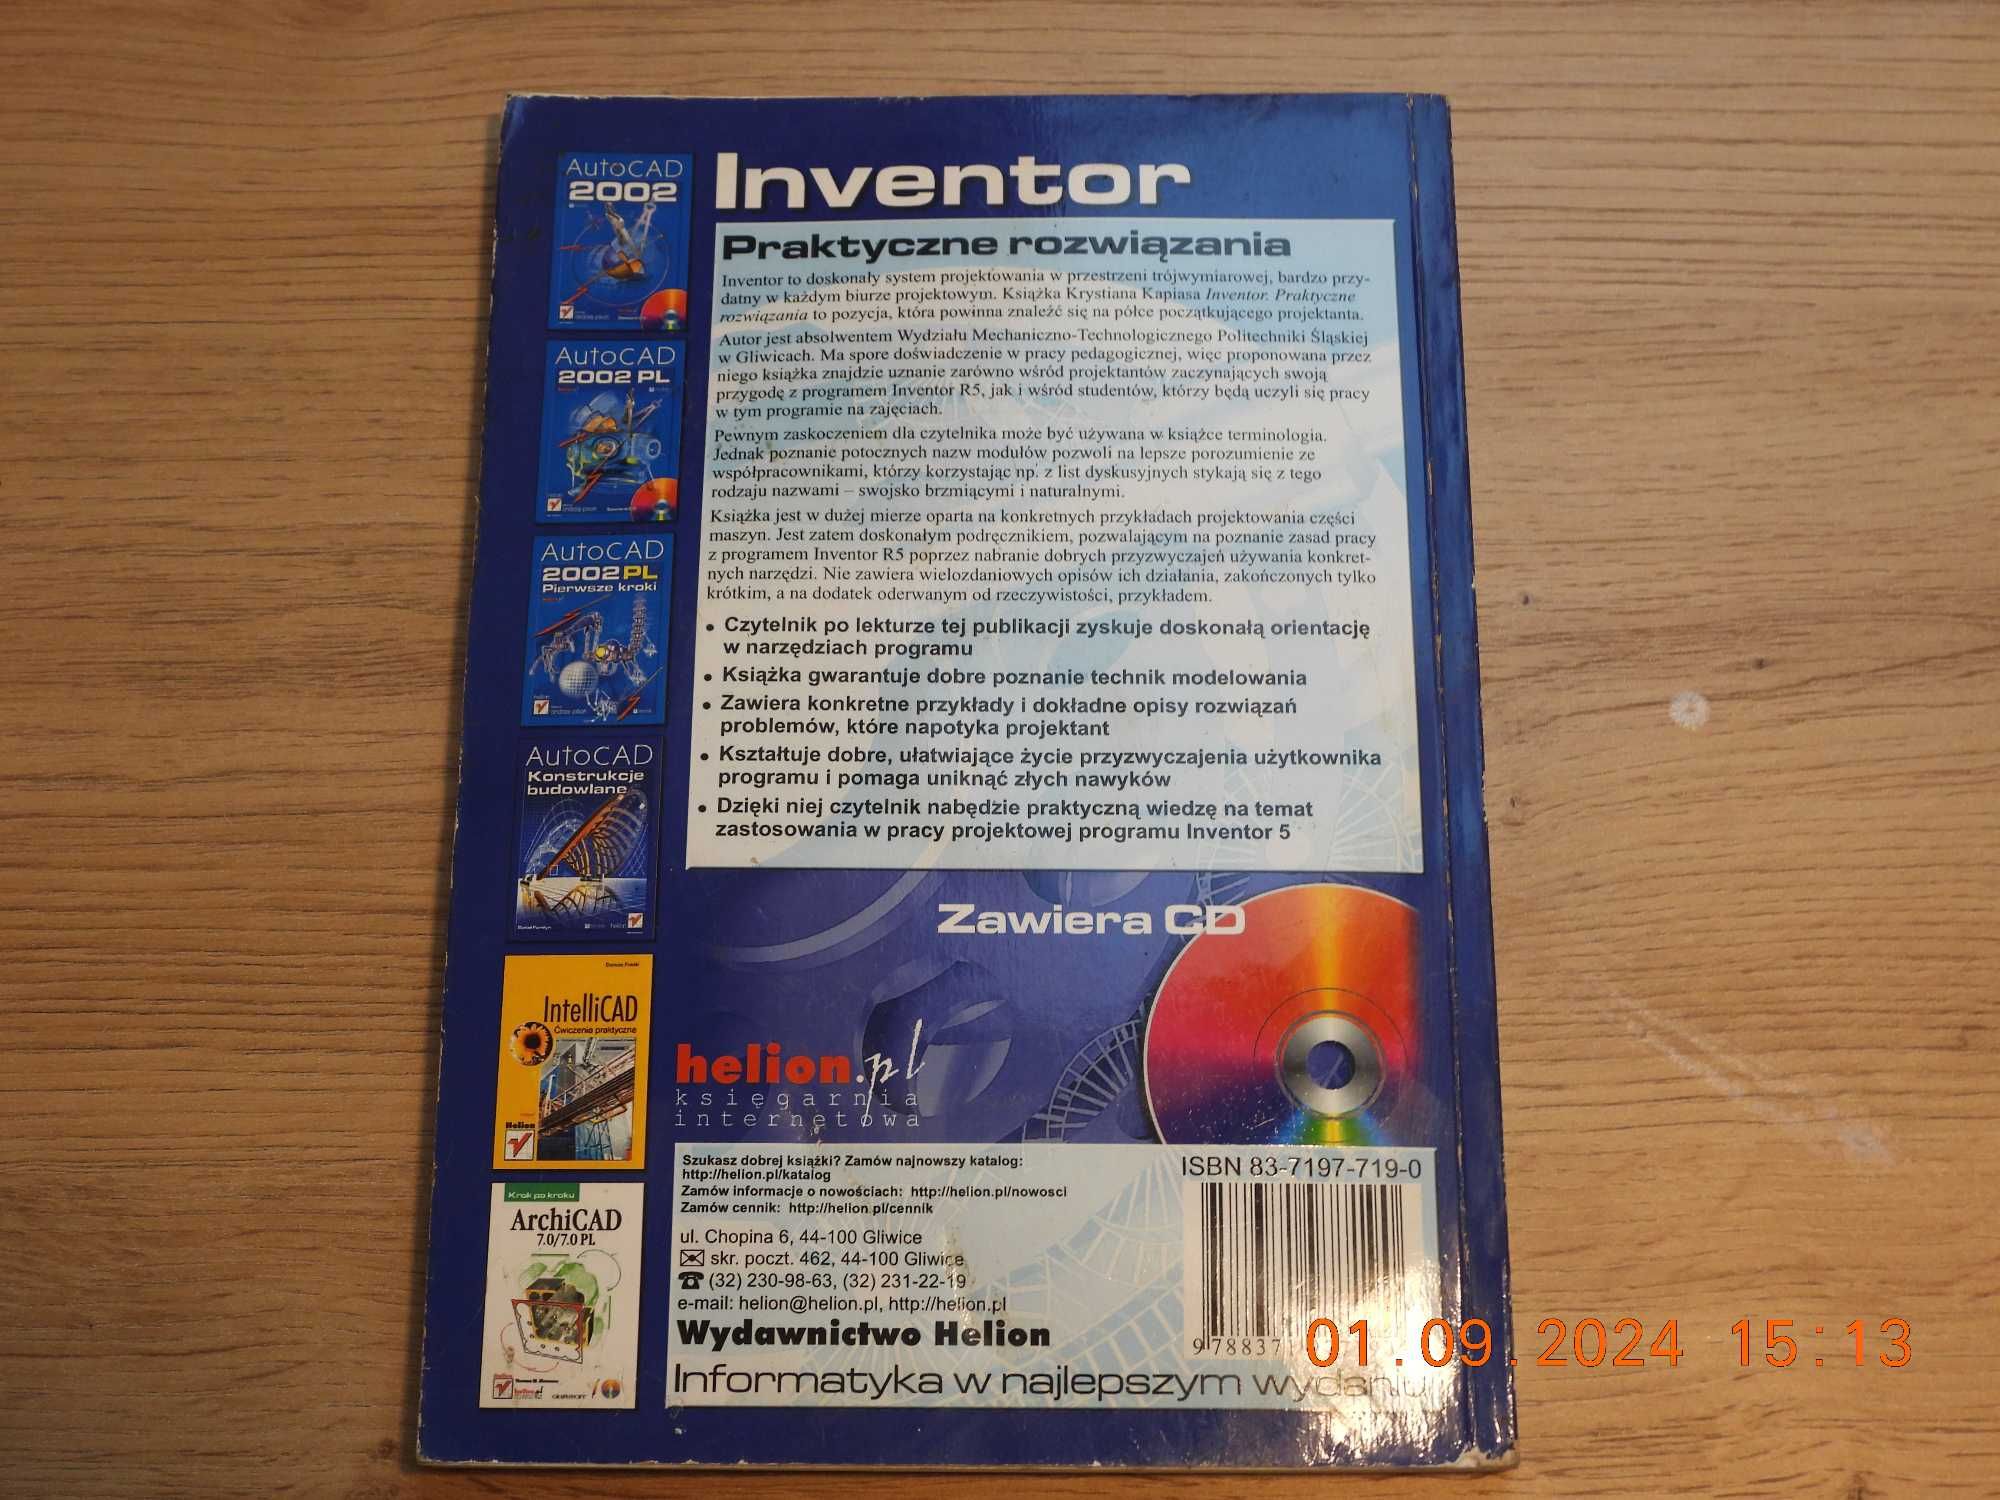 Inventor
Praktyczne rozwiązania
Inventor to doskonały system projektowania w przestrzeni trójwymiarowej, bardzo przy-
datny w każdym biurze projektowym. Książka Krystiana Kapiasa Inventor. Praktyczne
rozwiązania to pozycja, która powinna znaleźć się na półce początkującego projektanta.
Autor jest absolwentem Wydziału Mechaniczno-Technologicznego Politechniki Śląskiej
w Gliwicach. Ma spore doświadczenie w pracy pedagogicznej, więc proponowana przez
niego książka znajdzie uznanie zarówno wśród projektantów zaczynających swoją
przygodę z programem Inventor R5, jak i wśród studentów, którzy będą uczyli się pracy
w tym programie na zajęciach.
Pewnym zaskoczeniem dla czytelnika może być używana w książce terminologia.
Jednak poznanie potocznych nazw modułów pozwoli na lepsze porozumienie ze
współpracownikami, którzy korzystając np. z list dyskusyjnych stykają się z tego
rodzaju nazwami – swojsko brzmiącymi i naturalnymi.
Książka jest w dużej mierze oparta na konkretnych przykładach projektowania części
maszyn. Jest zatem doskonałym podręcznikiem, pozwalającym na poznanie zasad pracy
z programem Inventor R5 poprzez nabranie dobrych przyzwyczajeń używania konkret-
nych narzędzi. Nie zawiera wielozdaniowych opisów ich działania, zakończonych tylko
krótkim, a na dodatek oderwanym od rzeczywistości, przykładem.
• Czytelnik po lekturze tej publikacji zyskuje doskonałą orientację
w narzędziach programu
• Książka gwarantuje dobre poznanie technik modelowania
• Zawiera konkretne przykłady i dokładne opisy rozwiązań
problemów, które napotyka projektant
• Kształtuje dobre, ułatwiające życie przyzwyczajenia użytkownika
programu i pomaga uniknąć złych nawyków
• Dzięki niej czytelnik nabędzie praktyczną wiedzę na temat
zastosowania w pracy projektowej programu Inventor 5
Zawiera CD
helion.pl
księgarnia
internetowa
Szukasz dobrej książki? Zamów najnowszy katalog:
http://helion.pl/katalog
Zamów informacje o nowościach: http://helion.pl/nowosci
Zamów cennik: http://helion.pl/cennik
ul. Chopina 6, 44-100 Gliwice
skr. poczt. 462, 44-100 Gliwice
(32) 230-98-63, (32) 231-22-19
e-mail: helion@helion.pl, http://helion.pl
Wydawnictwo Helion
Informatyka w najlepszym wydaniu
ISBN 83-7197-719-0
9 78837
AutoCAD
2002
AutoCAD
2002 PL
AutoCAD
2002 PL
Pierwsze kroki
AutoCAD
Konstrukcje
budowlane
IntelliCAD
Ćwiczenia praktyczne
Helion
Krok po kroku
ArchiCAD
7.0/7.0 PL
01.09.2024 15:13